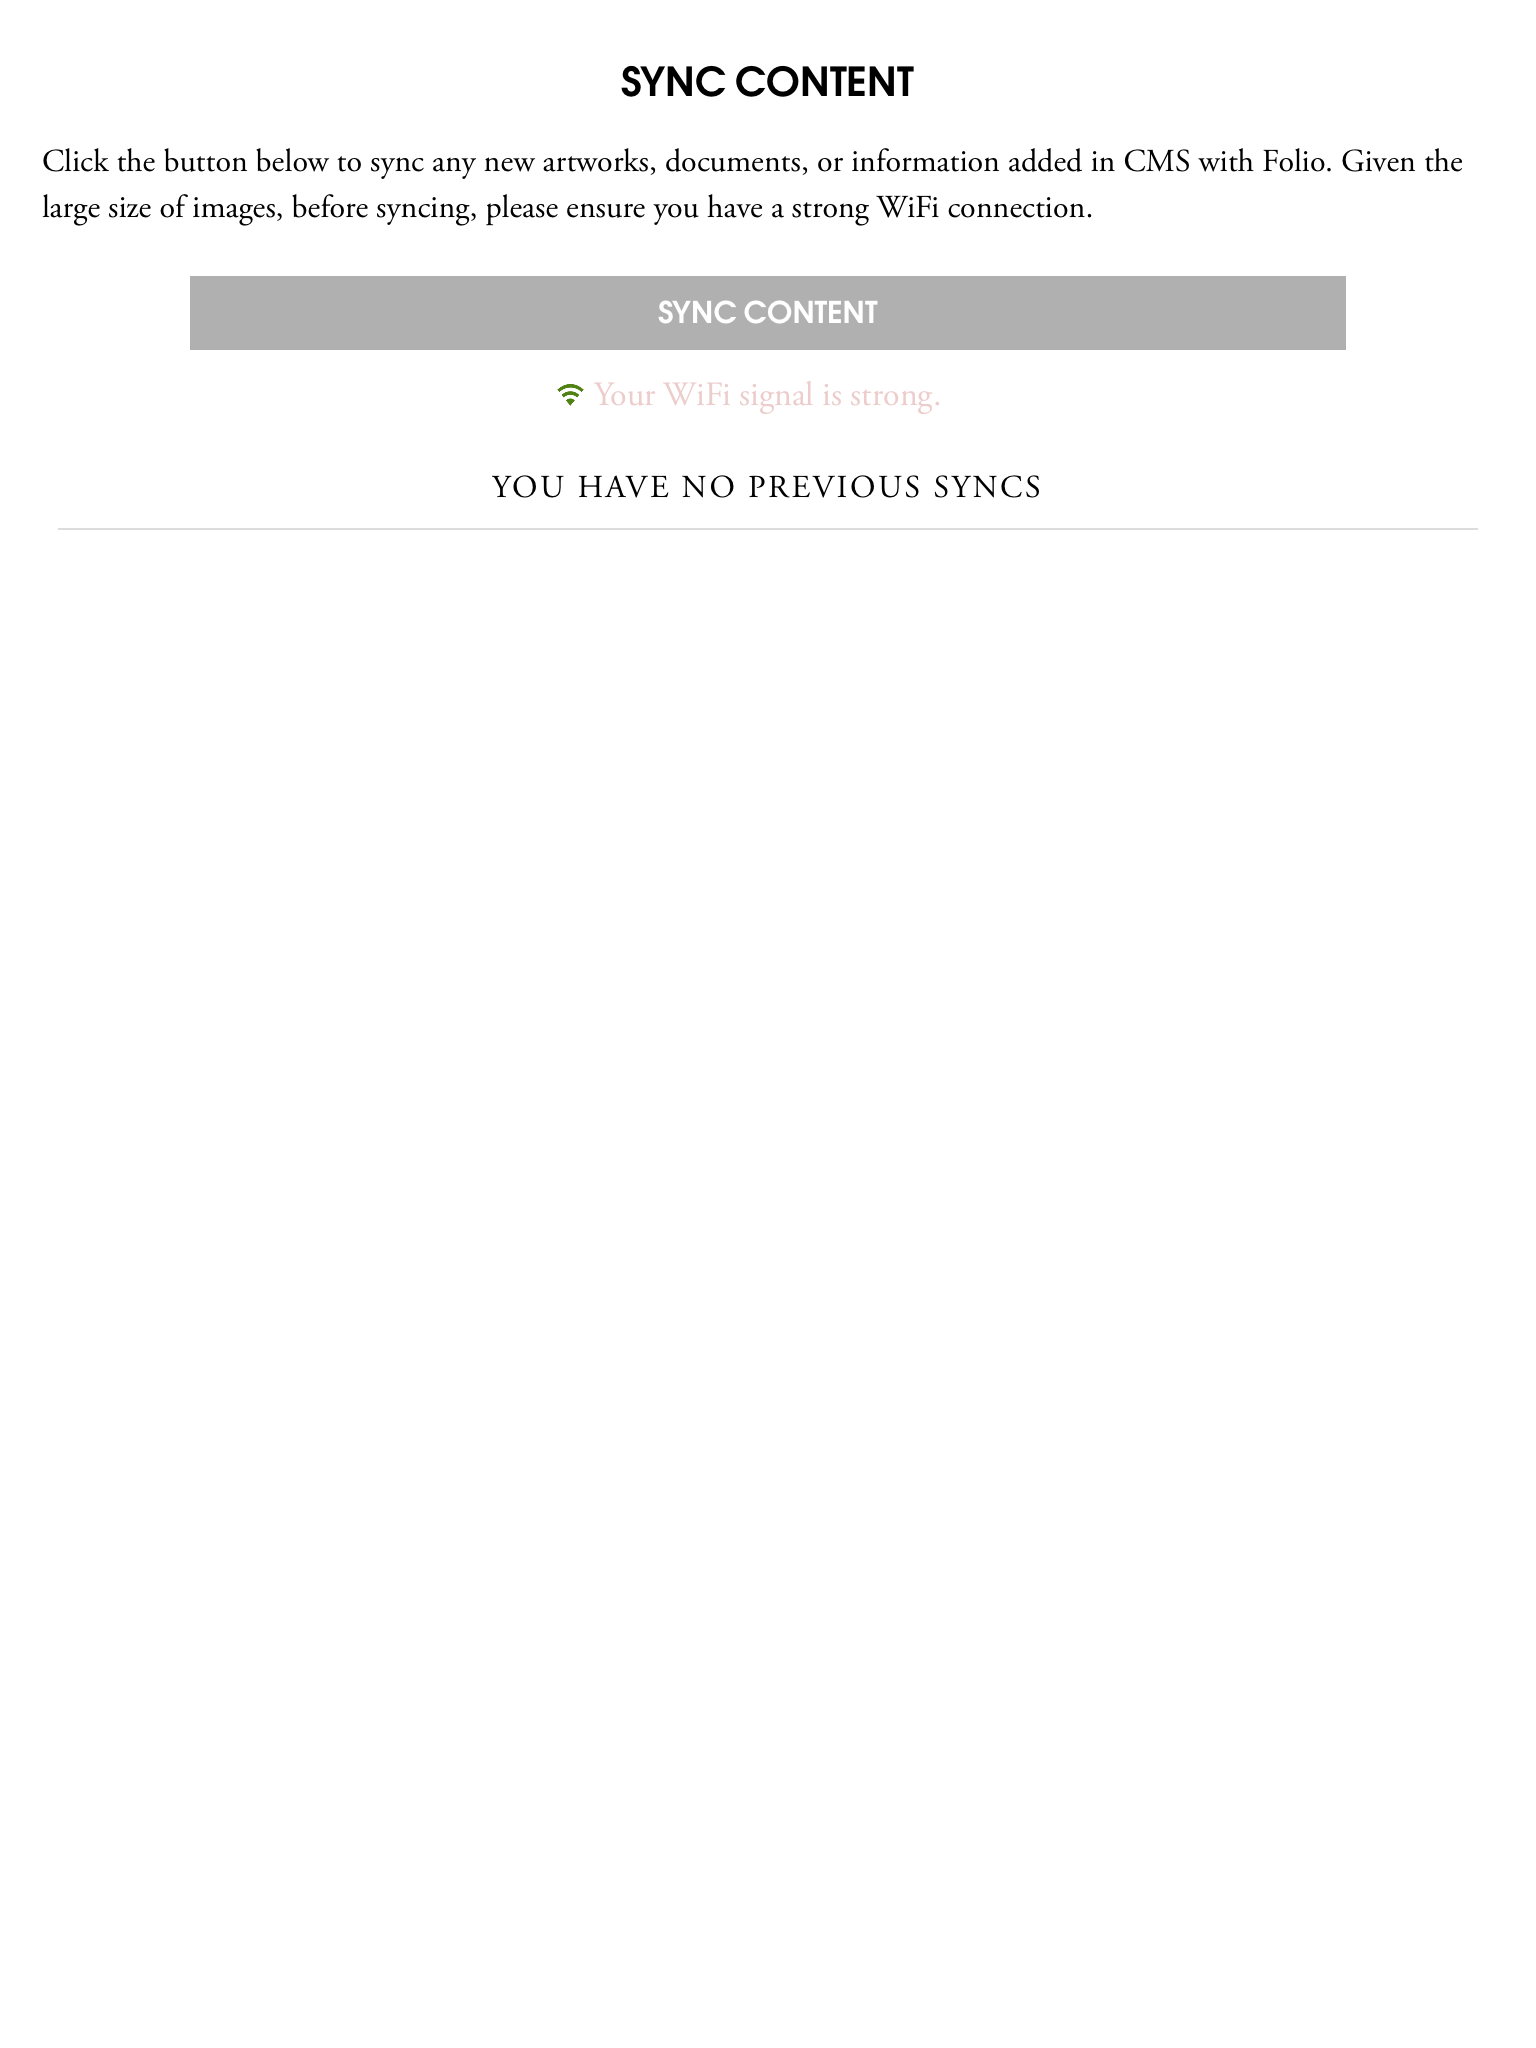 SYNC CONTENT
Click the button below to sync any new artworks, documents, or information added in CMS with Folio. Given the
large size of images, before syncing, please ensure you have a strong WiFi connection.
SYNC CONTENT
Your WiFi signal is strong.
YOU HAVE NO PREVIOUS SYNCS